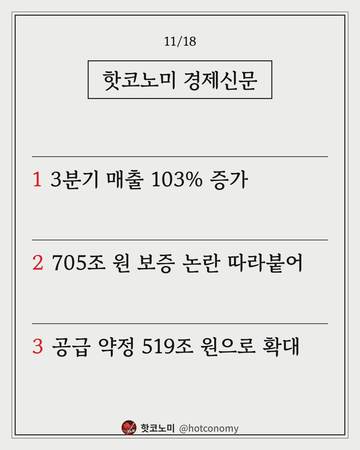 11/18
핫코노미 경제신문
1 3분기 매출 103% 증가
2 705조 원 보증 논란 따라붙어
3 공급 약정 519조 원으로 확대
핫코노미 @hotconomy